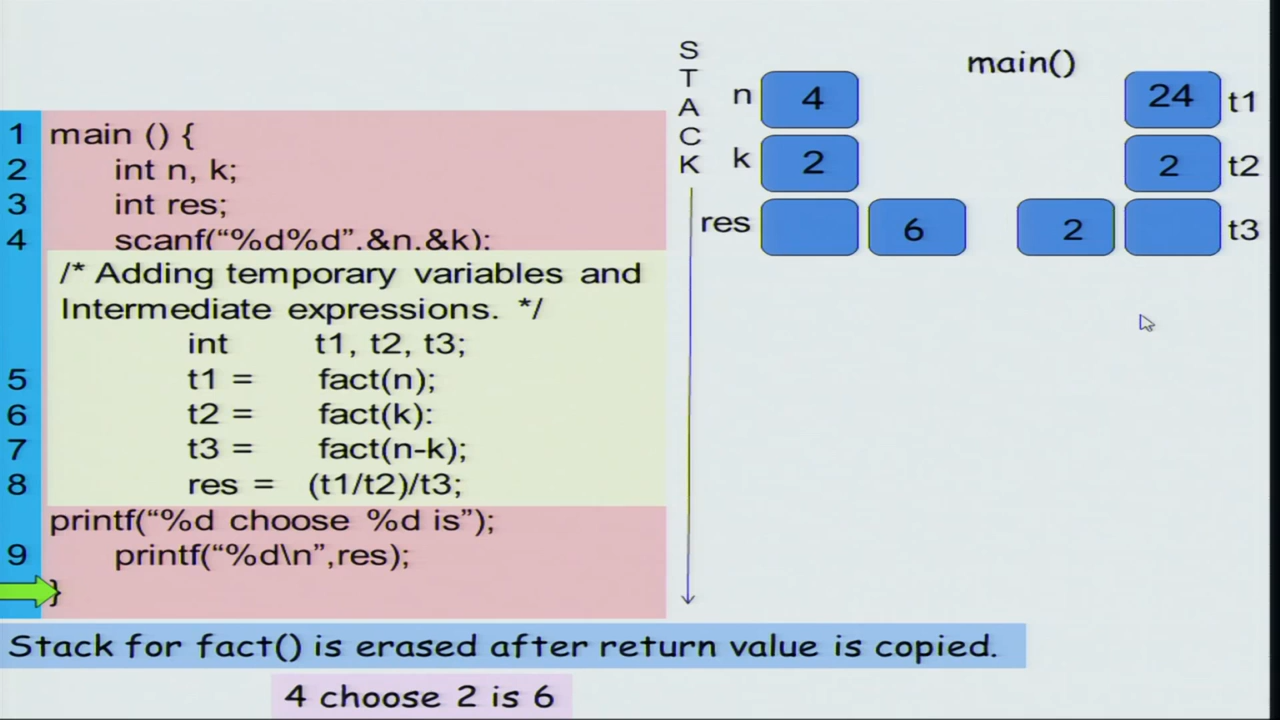 1 main () {
2 int n, k;
3 int res;
4 scanf(“%d%d”,&n,&k);
/* Adding temporary variables and
Intermediate expressions. */
int t1, t2, t3;
5 t1 = fact(n);
6 t2 = fact(k):
7 t3 = fact(n-k);
8 res = (t1/t2)/t3;
printf(“%d choose %d is”);
9 printf(“%d\n”,res);
}
STACK
main()
n 4 24 t1
k 2 2 t2
res 6 2 t3
Stack for fact() is erased after return value is copied.
4 choose 2 is 6